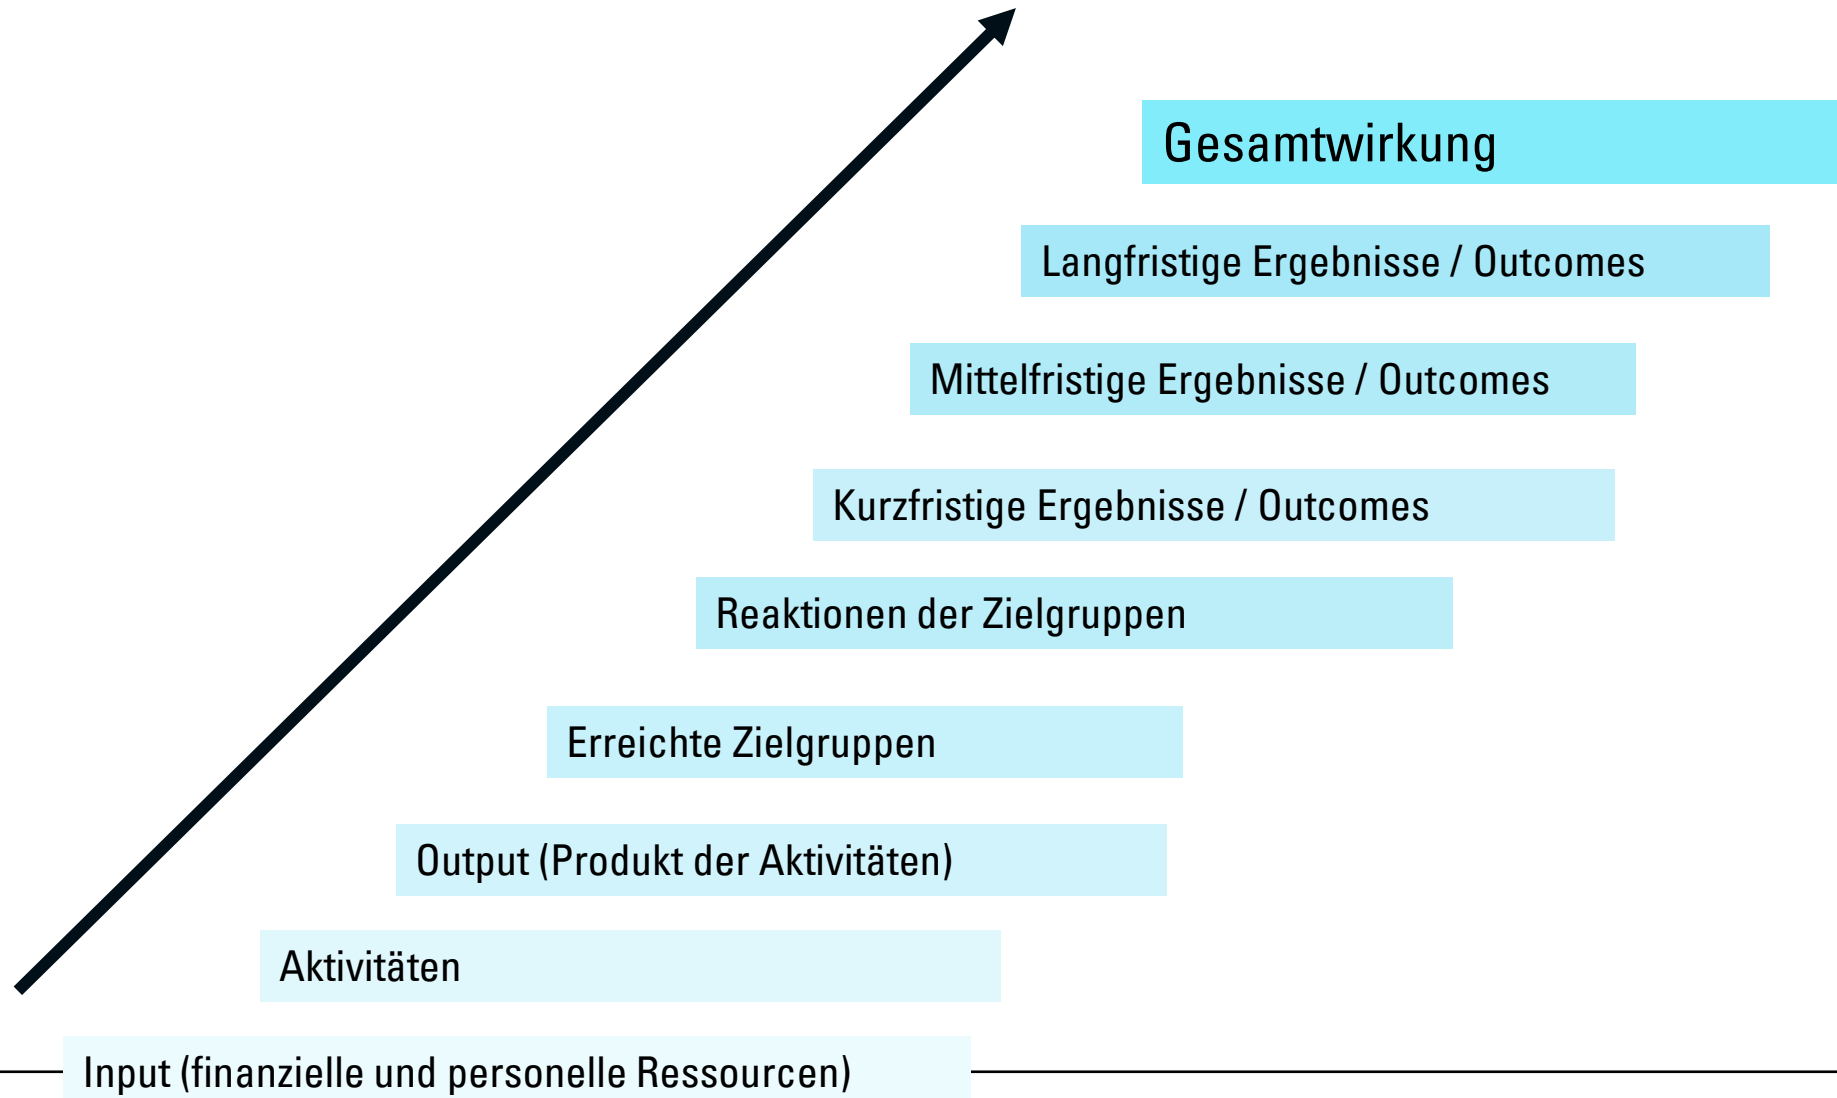 Gesamtwirkung
Langfristige Ergebnisse / Outcomes
Mittelfristige Ergebnisse / Outcomes
Kurzfristige Ergebnisse / Outcomes
Reaktionen der Zielgruppen
Erreichte Zielgruppen
Output (Produkt der Aktivitäten)
Aktivitäten
Input (finanzielle und personelle Ressourcen)